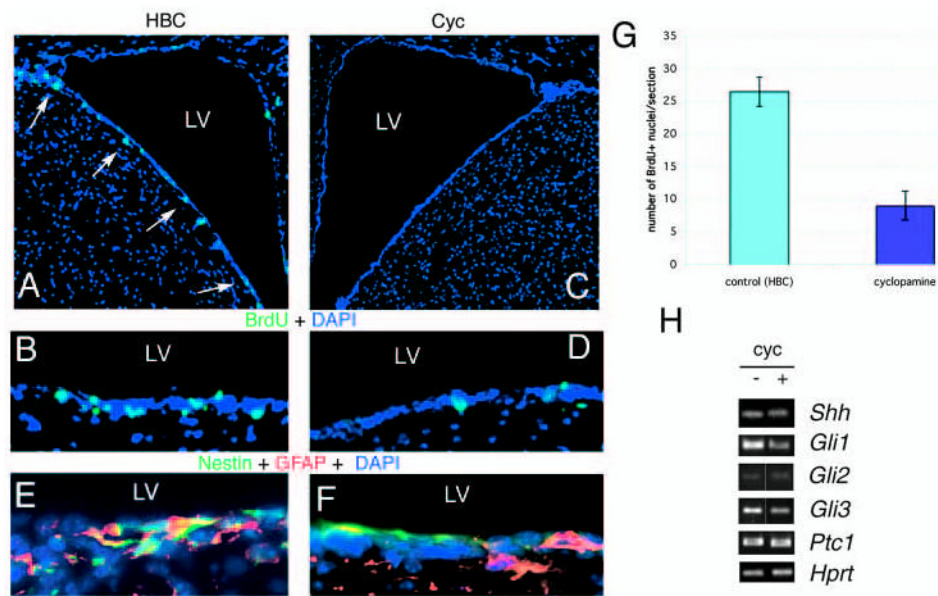 HBC
Cyc
LV
LV
A
C
BrdU + DAPI
B
LV
LV
D
Nestin + GFAP + DAPI
E
LV
F
LV
G
number of BrdU+ nuclei/section
35
30
25
20
15
10
5
0
control (HBC)
cyclopamine
H
cyc
- +
Shh
Gli1
Gli2
Gli3
Ptc1
Hprt